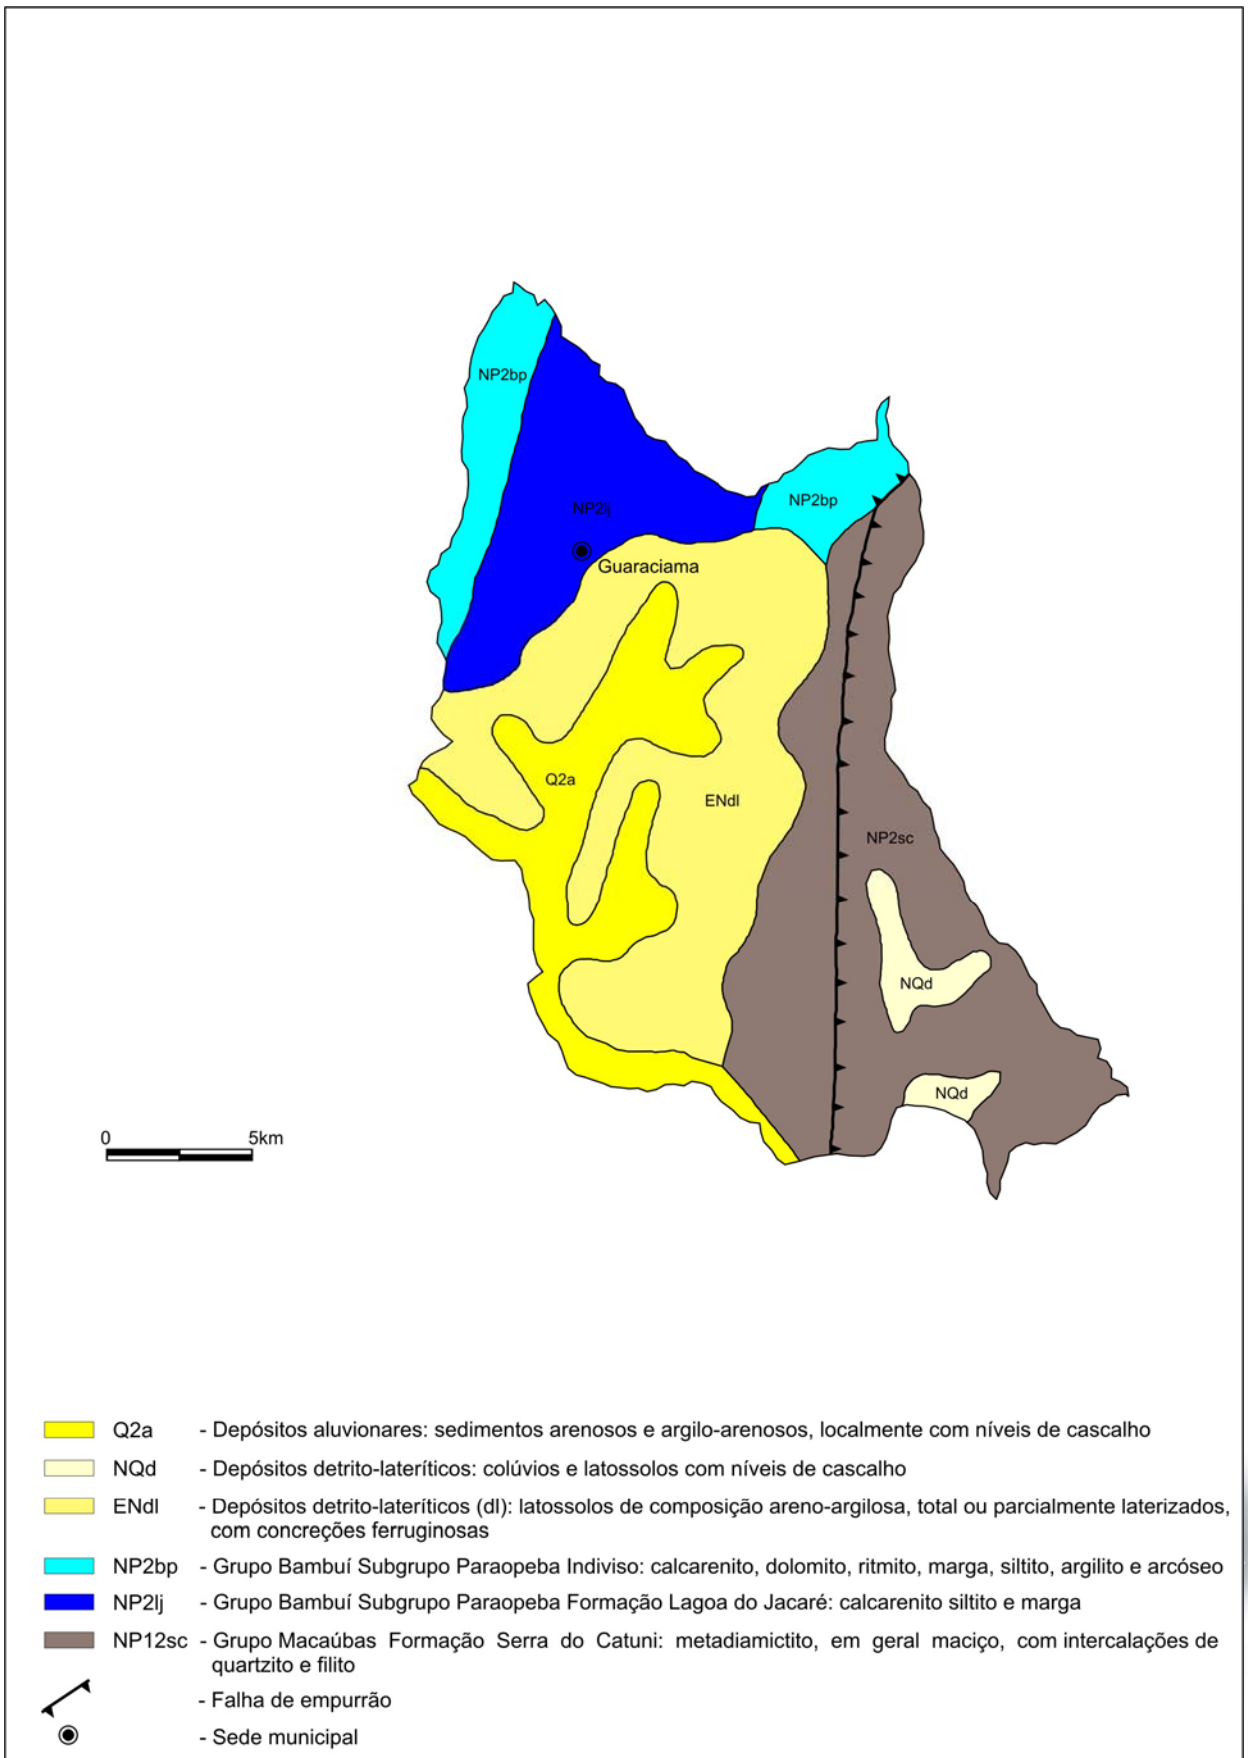 NP2bp
NP2bp
NP2lj
Guaraciama
Q2a
ENdl
NP2sc
NQd
NQd
0 5km
Q2a - Depósitos aluvionares: sedimentos arenosos e argilo-arenosos, localmente com níveis de cascalho
NQd - Depósitos detrito-lateríticos: colúvios e latossolos com níveis de cascalho
ENdl - Depósitos detrito-lateríticos (dl): latossolos de composição areno-argilosa, total ou parcialmente laterizados,
com concreções ferruginosas
NP2bp - Grupo Bambuí Subgrupo Paraopeba Indiviso: calcarenito, dolomito, ritmito, marga, siltito, argilito e arcóseo
NP2lj - Grupo Bambuí Subgrupo Paraopeba Formação Lagoa do Jacaré: calcarenito siltito e marga
NP12sc - Grupo Macaúbas Formação Serra do Catuni: metadiamictito, em geral maciço, com intercalações de
quartzito e filito
- Falha de empurrão
- Sede municipal